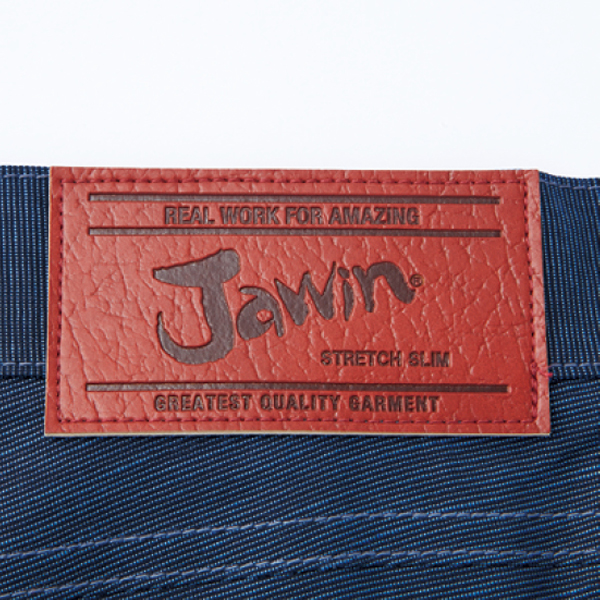 REAL WORK FOR AMAZING
Jawin®
STRETCH SLIM
GREATEST QUALITY GARMENT